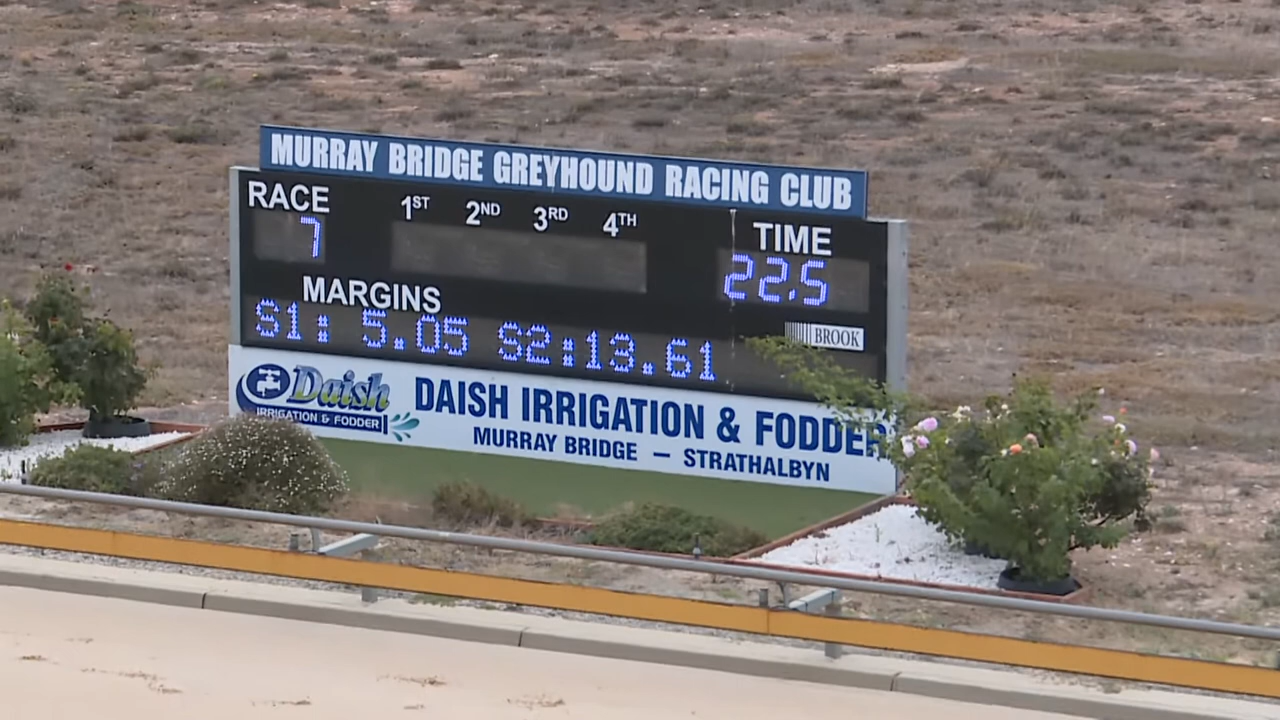 MURRAY BRIDGE GREYHOUND RACING CLUB
RACE 1ST 2ND 3RD 4TH TIME
7 22.5
MARGINS
S1: 5.05 S2:13.61
BROOK
Daish
IRRIGATION & FODDER
DAISH IRRIGATION & FODDER
MURRAY BRIDGE – STRATHALBYN